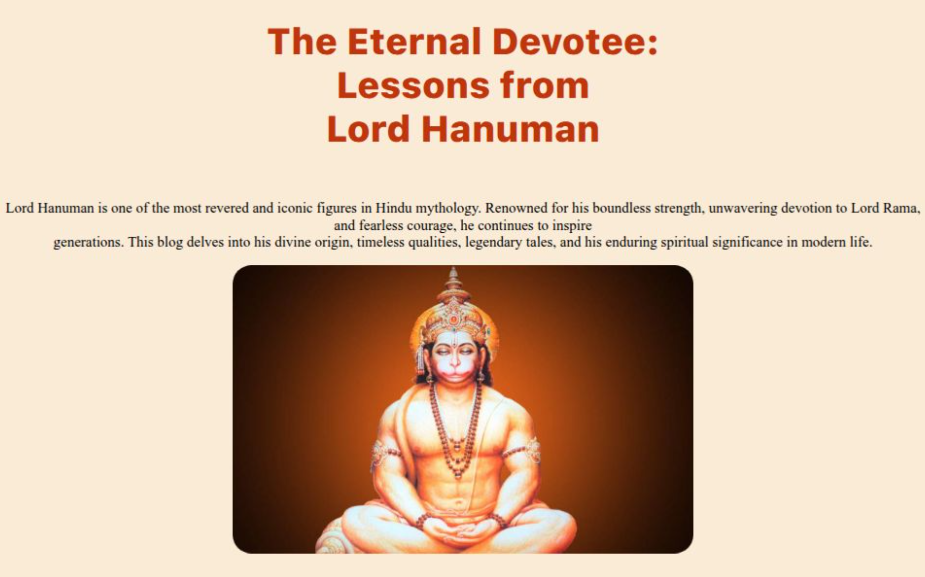 The Eternal Devotee:
Lessons from
Lord Hanuman
Lord Hanuman is one of the most revered and iconic figures in Hindu mythology. Renowned for his boundless strength, unwavering devotion to Lord Rama,
and fearless courage, he continues to inspire
generations. This blog delves into his divine origin, timeless qualities, legendary tales, and his enduring spiritual significance in modern life.